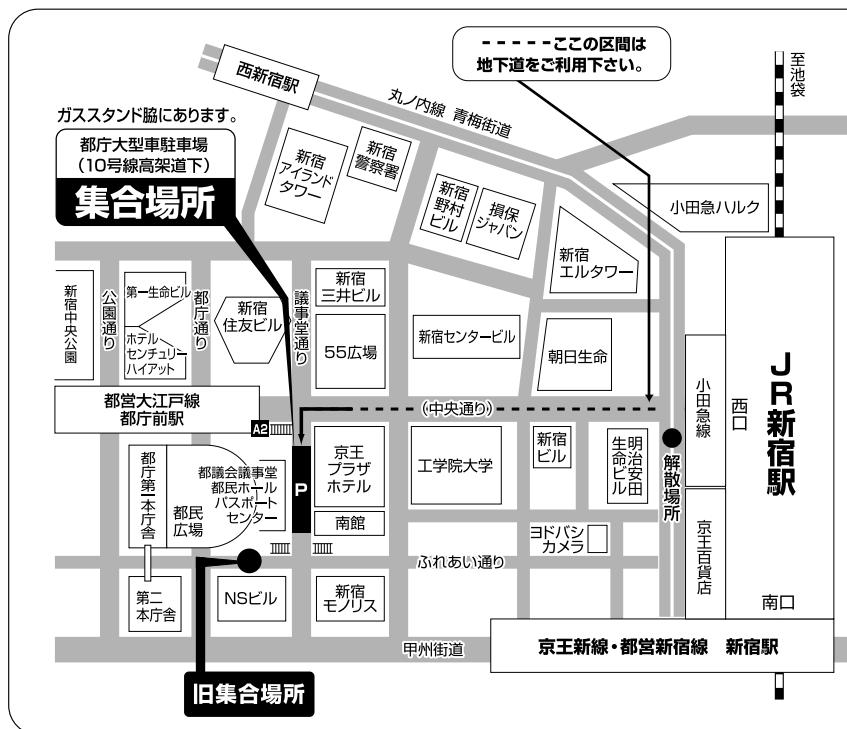 - - - - - ここの区間は
地下道をご利用下さい。
至池袋
西新宿駅
丸ノ内線 青梅街道
ガススタンド脇にあります。
都庁大型車駐車場
(10号線高架道下)
集合場所
新宿
アイランド
タワー
新宿
警察署
新宿
野村
ビル
損保
ジャパン
小田急ハルク
新宿
エルタワー
新宿中央公園
公園通り
第一生命ビル
ホテル
センチュリー
ハイアット
都庁通り
新宿
住友ビル
議事堂通り
新宿
三井ビル
55広場
新宿センタービル
朝日生命
小田急線
西口
JR新宿駅
都営大江戸線
都庁前駅
(中央通り)
A2
都庁第一本庁舎
都民
広場
都議会議事堂
都民ホール
パスポート
センター
P
京王
プラザ
ホテル
南館
工学院大学
新宿
ビル
明治安田
生命ビル
解散場所
ヨドバシ
カメラ
京王百貨店
ふれあい通り
第二
本庁舎
NSビル
新宿
モノリス
南口
甲州街道
京王新線・都営新宿線 新宿駅
旧集合場所